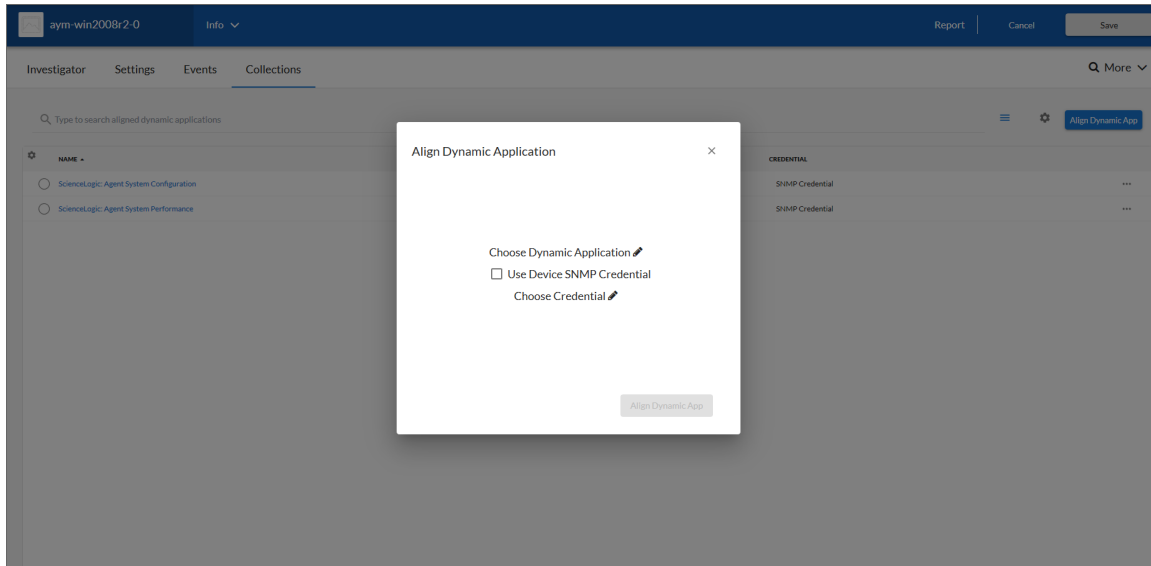 aym-win2008r2-0 Info Report Cancel Save
Investigator Settings Events Collections More
Type to search aligned dynamic applications Align Dynamic App
Align Dynamic Application
NAME CREDENTIAL
ScienceLogic: Agent System Configuration SNMP Credential
ScienceLogic: Agent System Performance SNMP Credential
Choose Dynamic Application
Use Device SNMP Credential
Choose Credential
Align Dynamic App